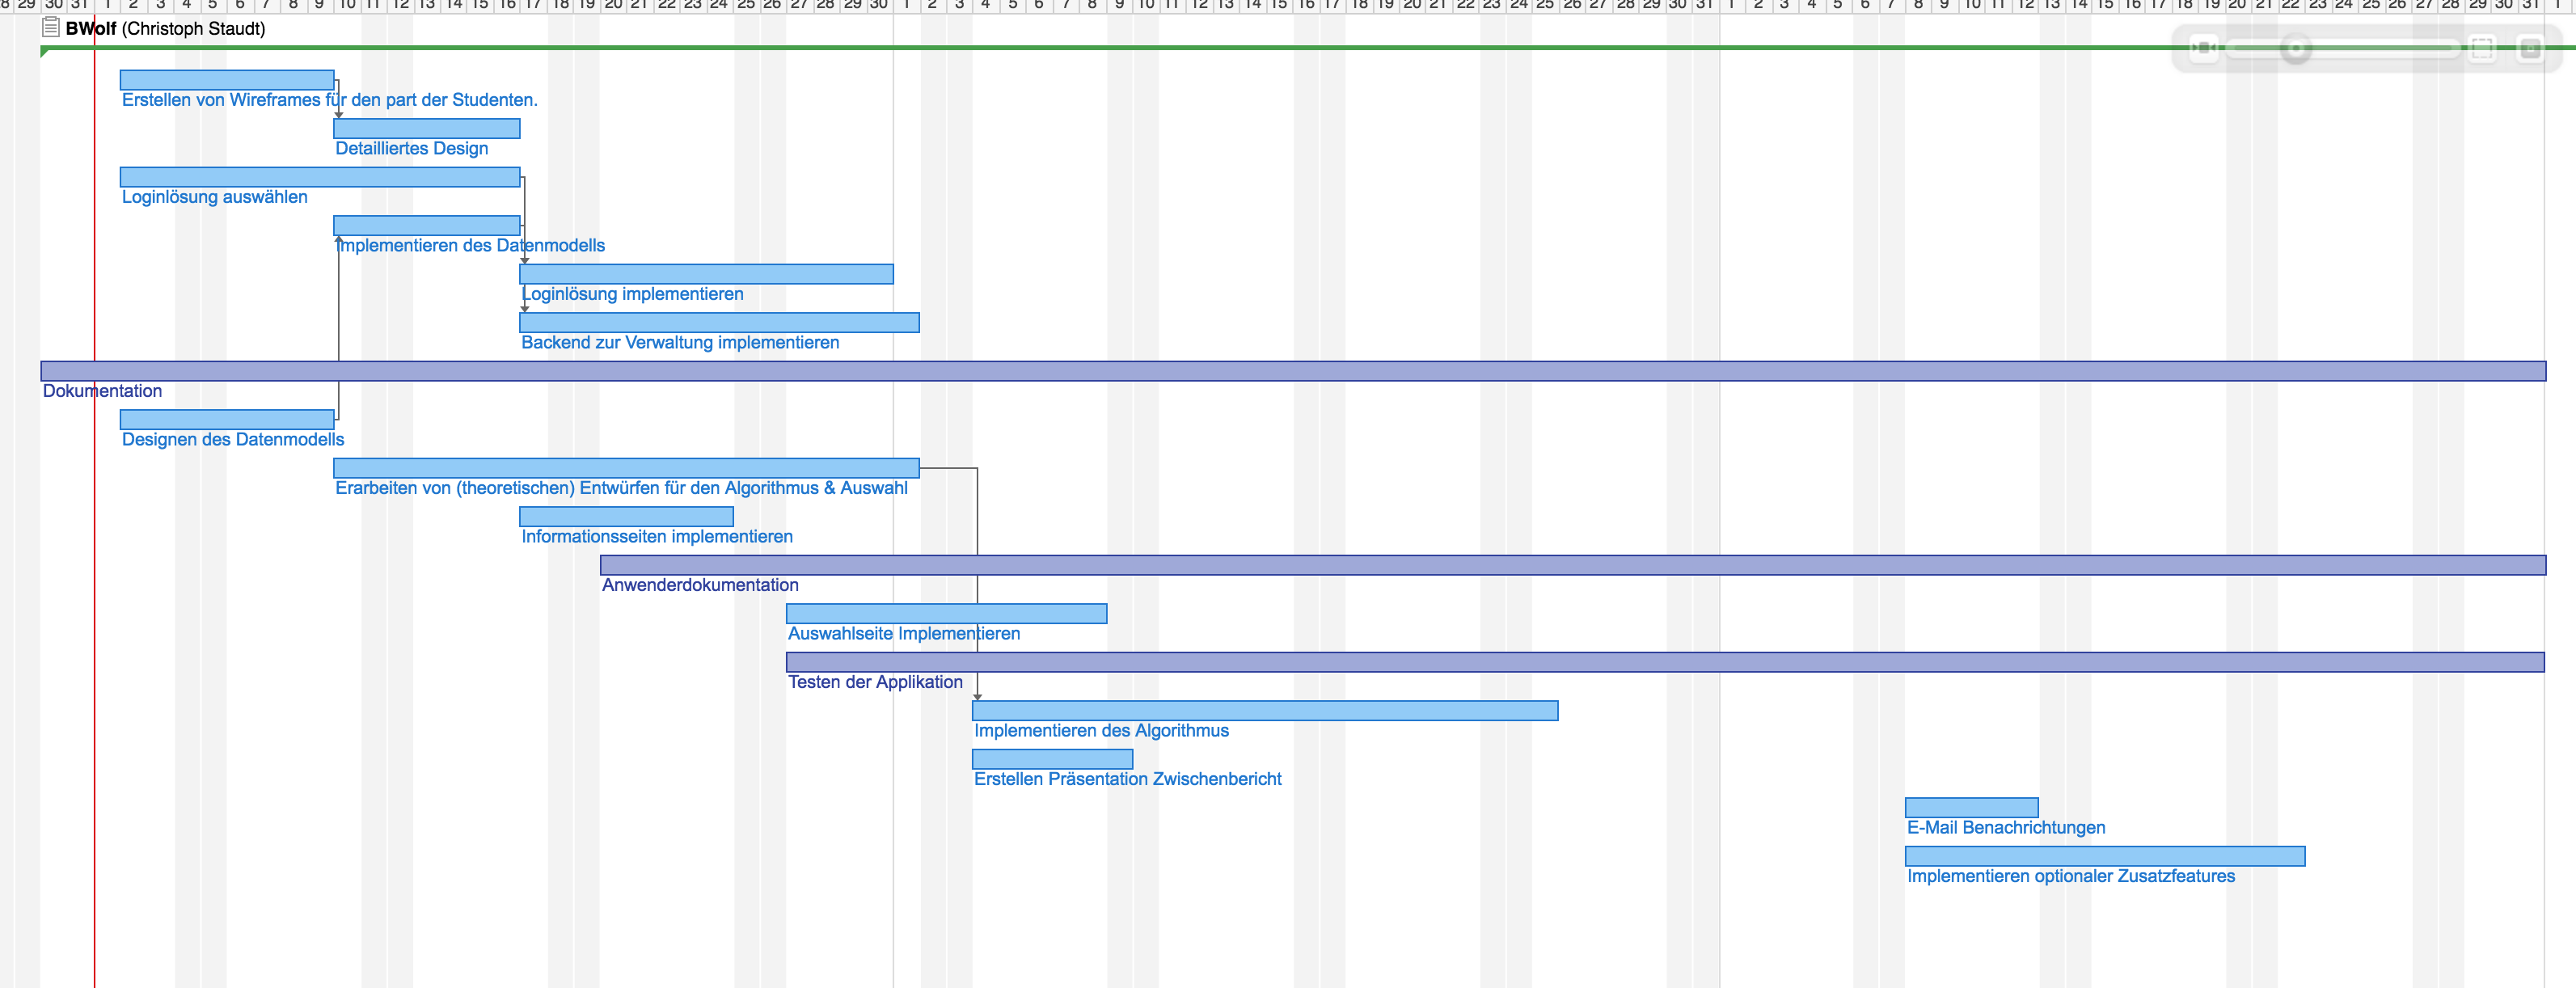 8 29 30 31 1 2 3 4 5 6 7 8 9 10 11 12 13 14 15 16 17 18 19 20 21 22 23 24 25 26 27 28 29 30 1 2 3 4 5 6 7 8 9 10 11 12 13 14 15 16 17 18 19 20 21 22 23 24 25 26 27 28 29 30 31 1 2 3 4 5 6 7 8 9 10 11 12 13 14 15 16 17 18 19 20 21 22 23 24 25 26 27 28 29 30 31 1
BWolf (Christoph Staudt)
Erstellen von Wireframes für den part der Studenten.
Detailliertes Design
Loginlösung auswählen
Implementieren des Datenmodells
Loginlösung implementieren
Backend zur Verwaltung implementieren
Dokumentation
Designen des Datenmodells
Erarbeiten von (theoretischen) Entwürfen für den Algorithmus & Auswahl
Informationsseiten implementieren
Anwenderdokumentation
Auswahlseite Implementieren
Testen der Applikation
Implementieren des Algorithmus
Erstellen Präsentation Zwischenbericht
E-Mail Benachrichtungen
Implementieren optionaler Zusatzfeatures